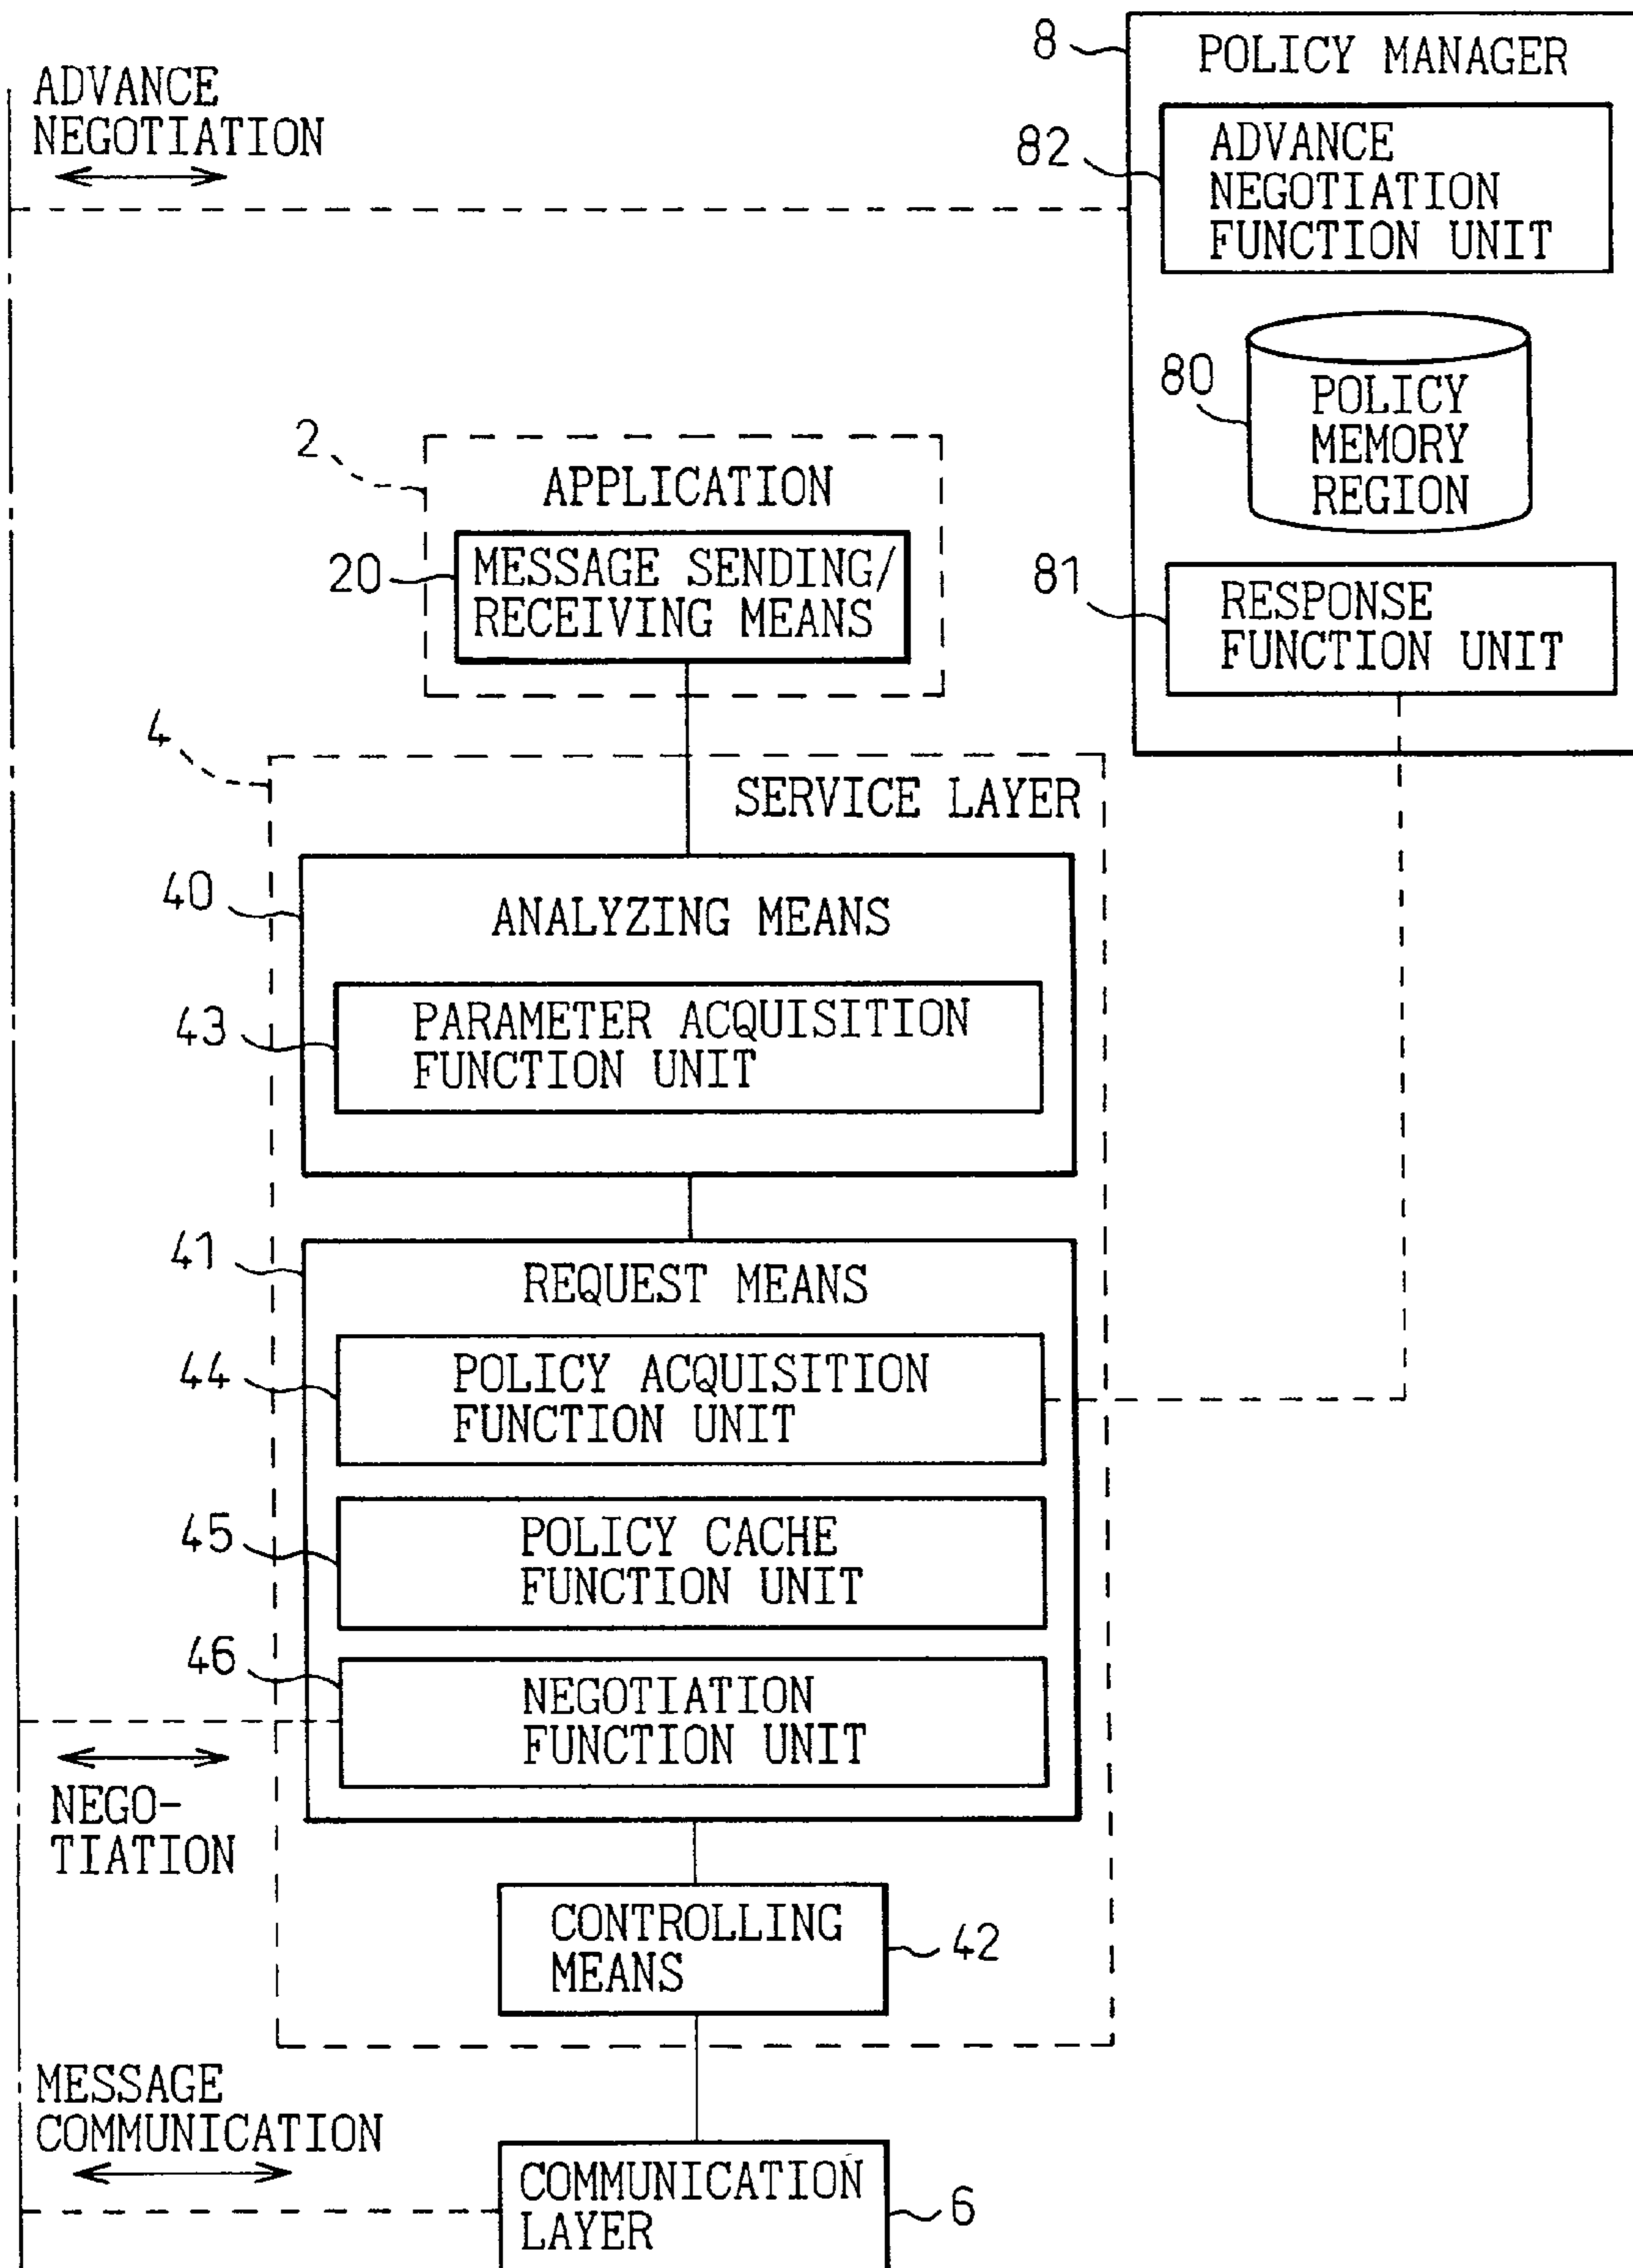 8
POLICY MANAGER
ADVANCE
NEGOTIATION
82
ADVANCE
NEGOTIATION
FUNCTION UNIT
80
POLICY
MEMORY
REGION
2
APPLICATION
20
MESSAGE SENDING/
RECEIVING MEANS
81
RESPONSE
FUNCTION UNIT
4
SERVICE LAYER
40
ANALYZING MEANS
43
PARAMETER ACQUISITION
FUNCTION UNIT
41
REQUEST MEANS
44
POLICY ACQUISITION
FUNCTION UNIT
45
POLICY CACHE
FUNCTION UNIT
46
NEGOTIATION
FUNCTION UNIT
NEGO-
TIATION
CONTROLLING
MEANS
42
MESSAGE
COMMUNICATION
COMMUNICATION
LAYER
6